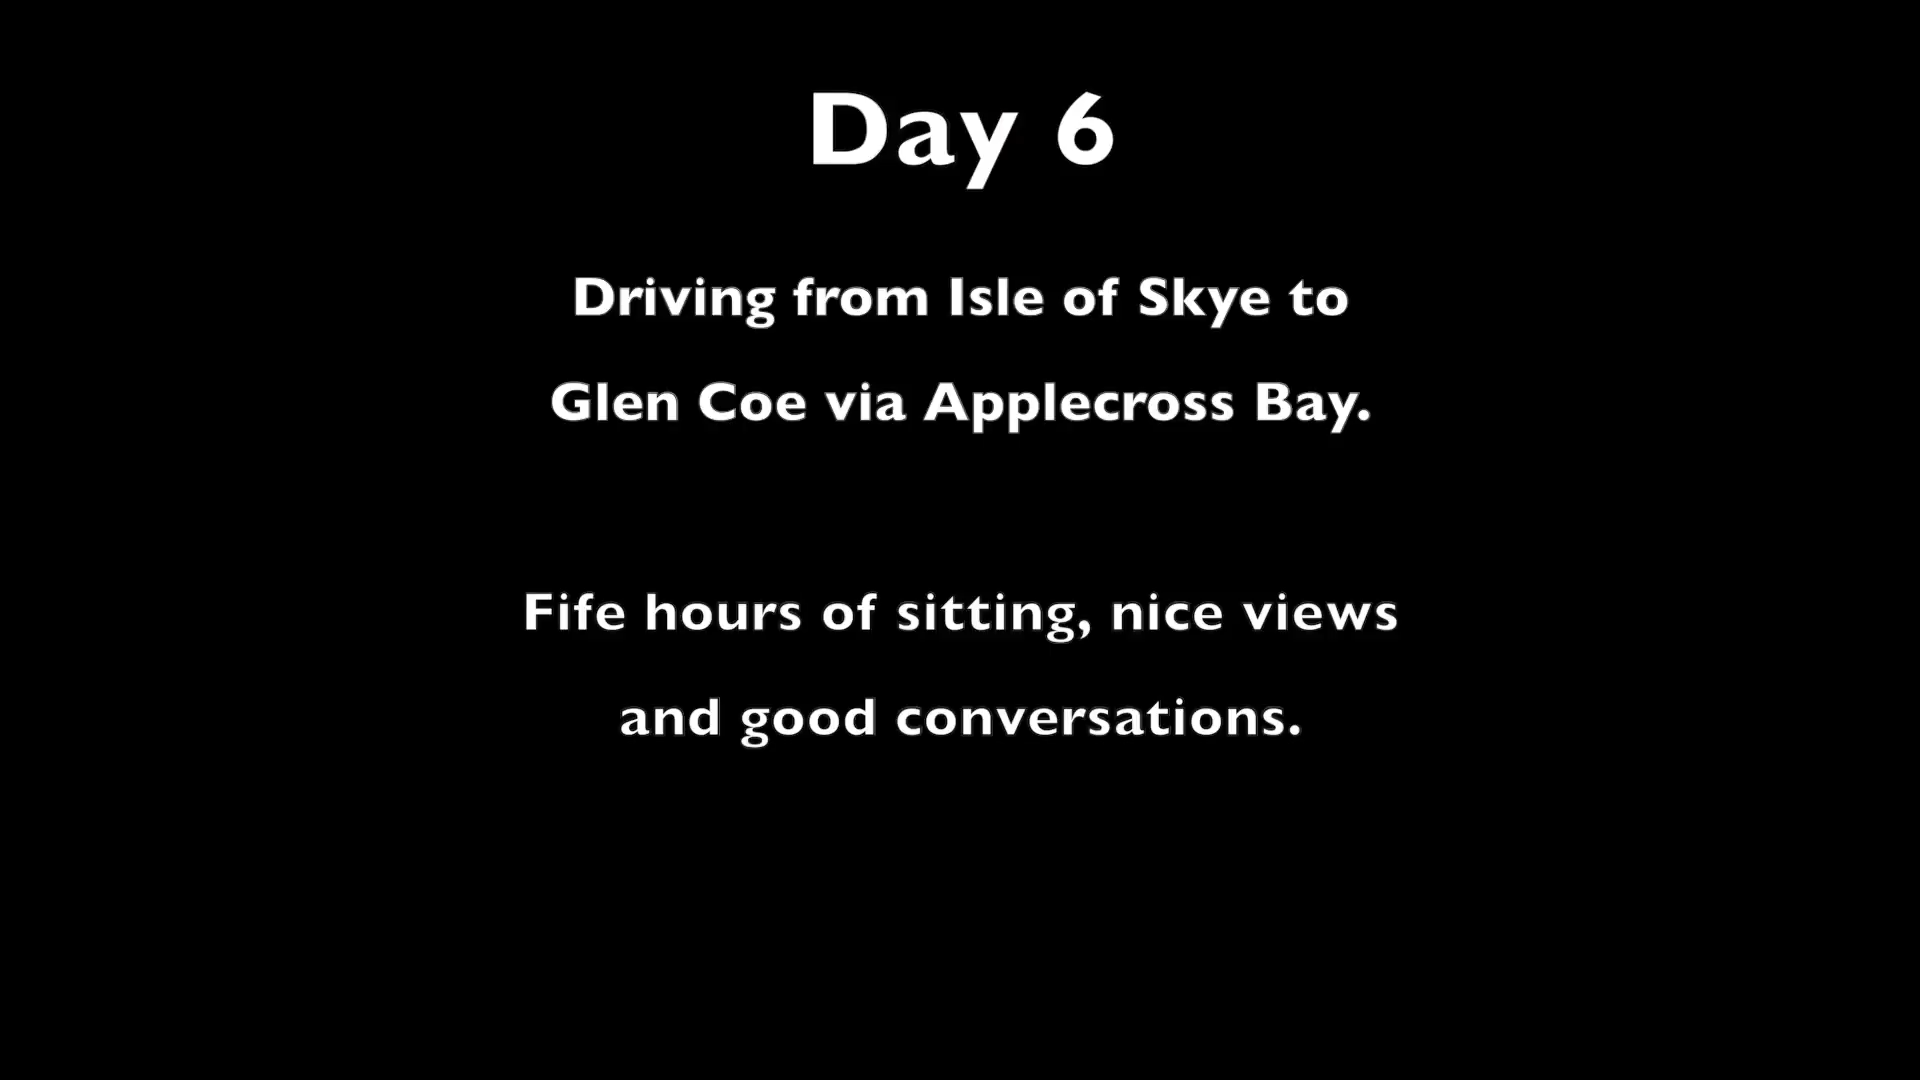 Day 6
Driving from Isle of Skye to
Glen Coe via Applecross Bay.
Fife hours of sitting, nice views
and good conversations.